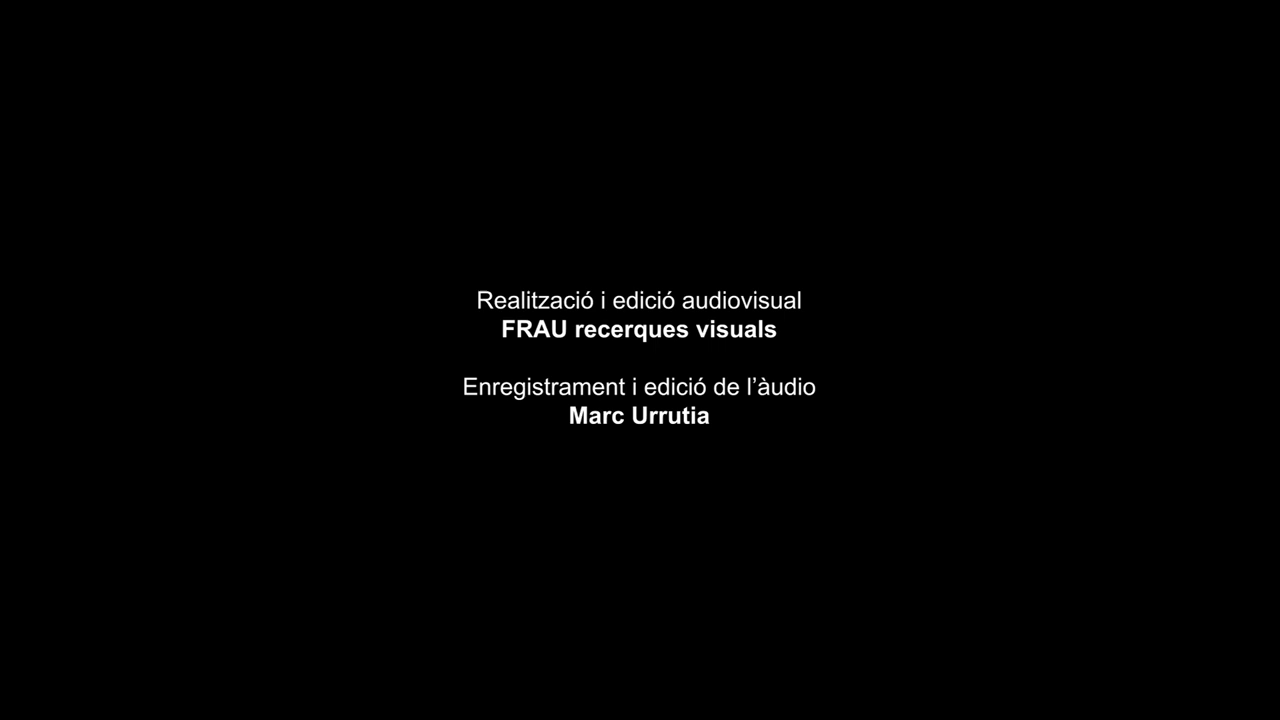 Realització i edició audiovisual
FRAU recerques visuals
Enregistrament i edició de l’àudio
Marc Urrutia